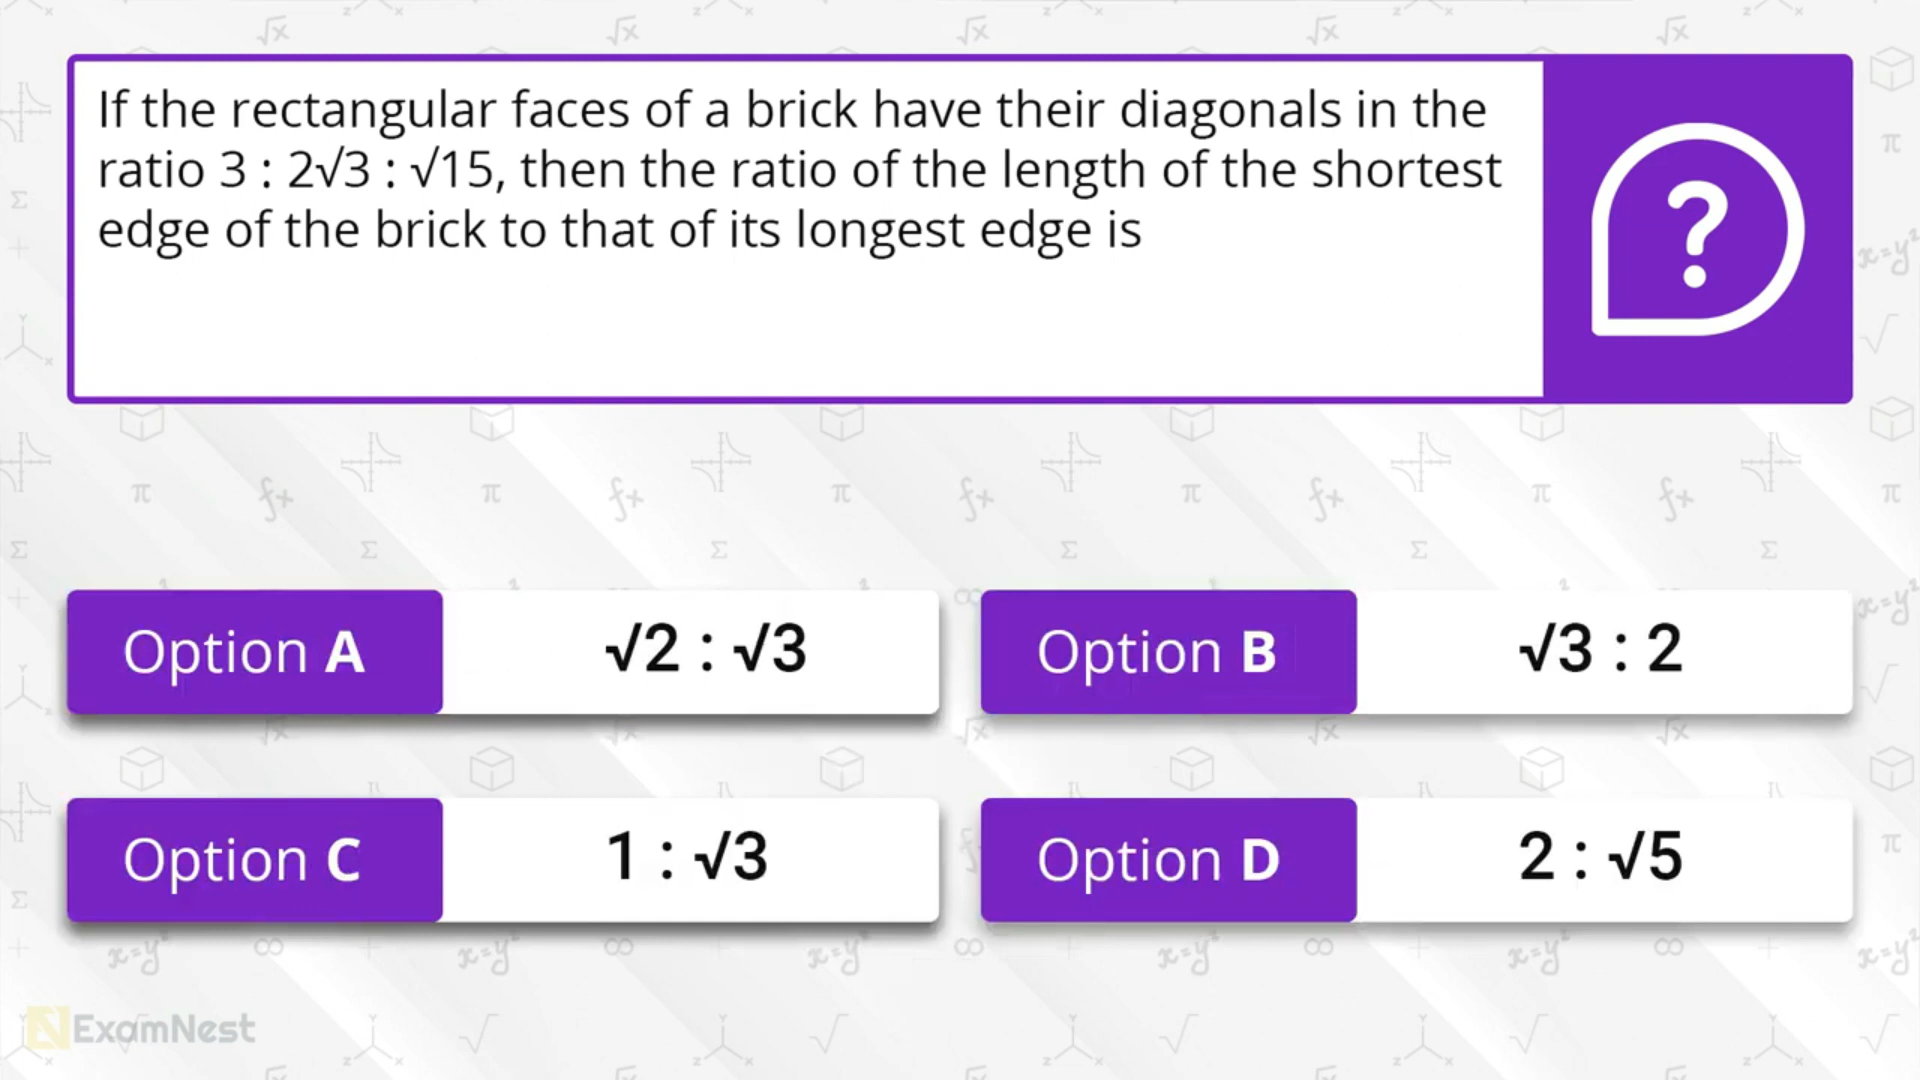 If the rectangular faces of a brick have their diagonals in the
ratio 3 : 2√3 : √15, then the ratio of the length of the shortest
edge of the brick to that of its longest edge is
?
Option A √2 : √3
Option B √3 : 2
Option C 1 : √3
Option D 2 : √5
ExamNest